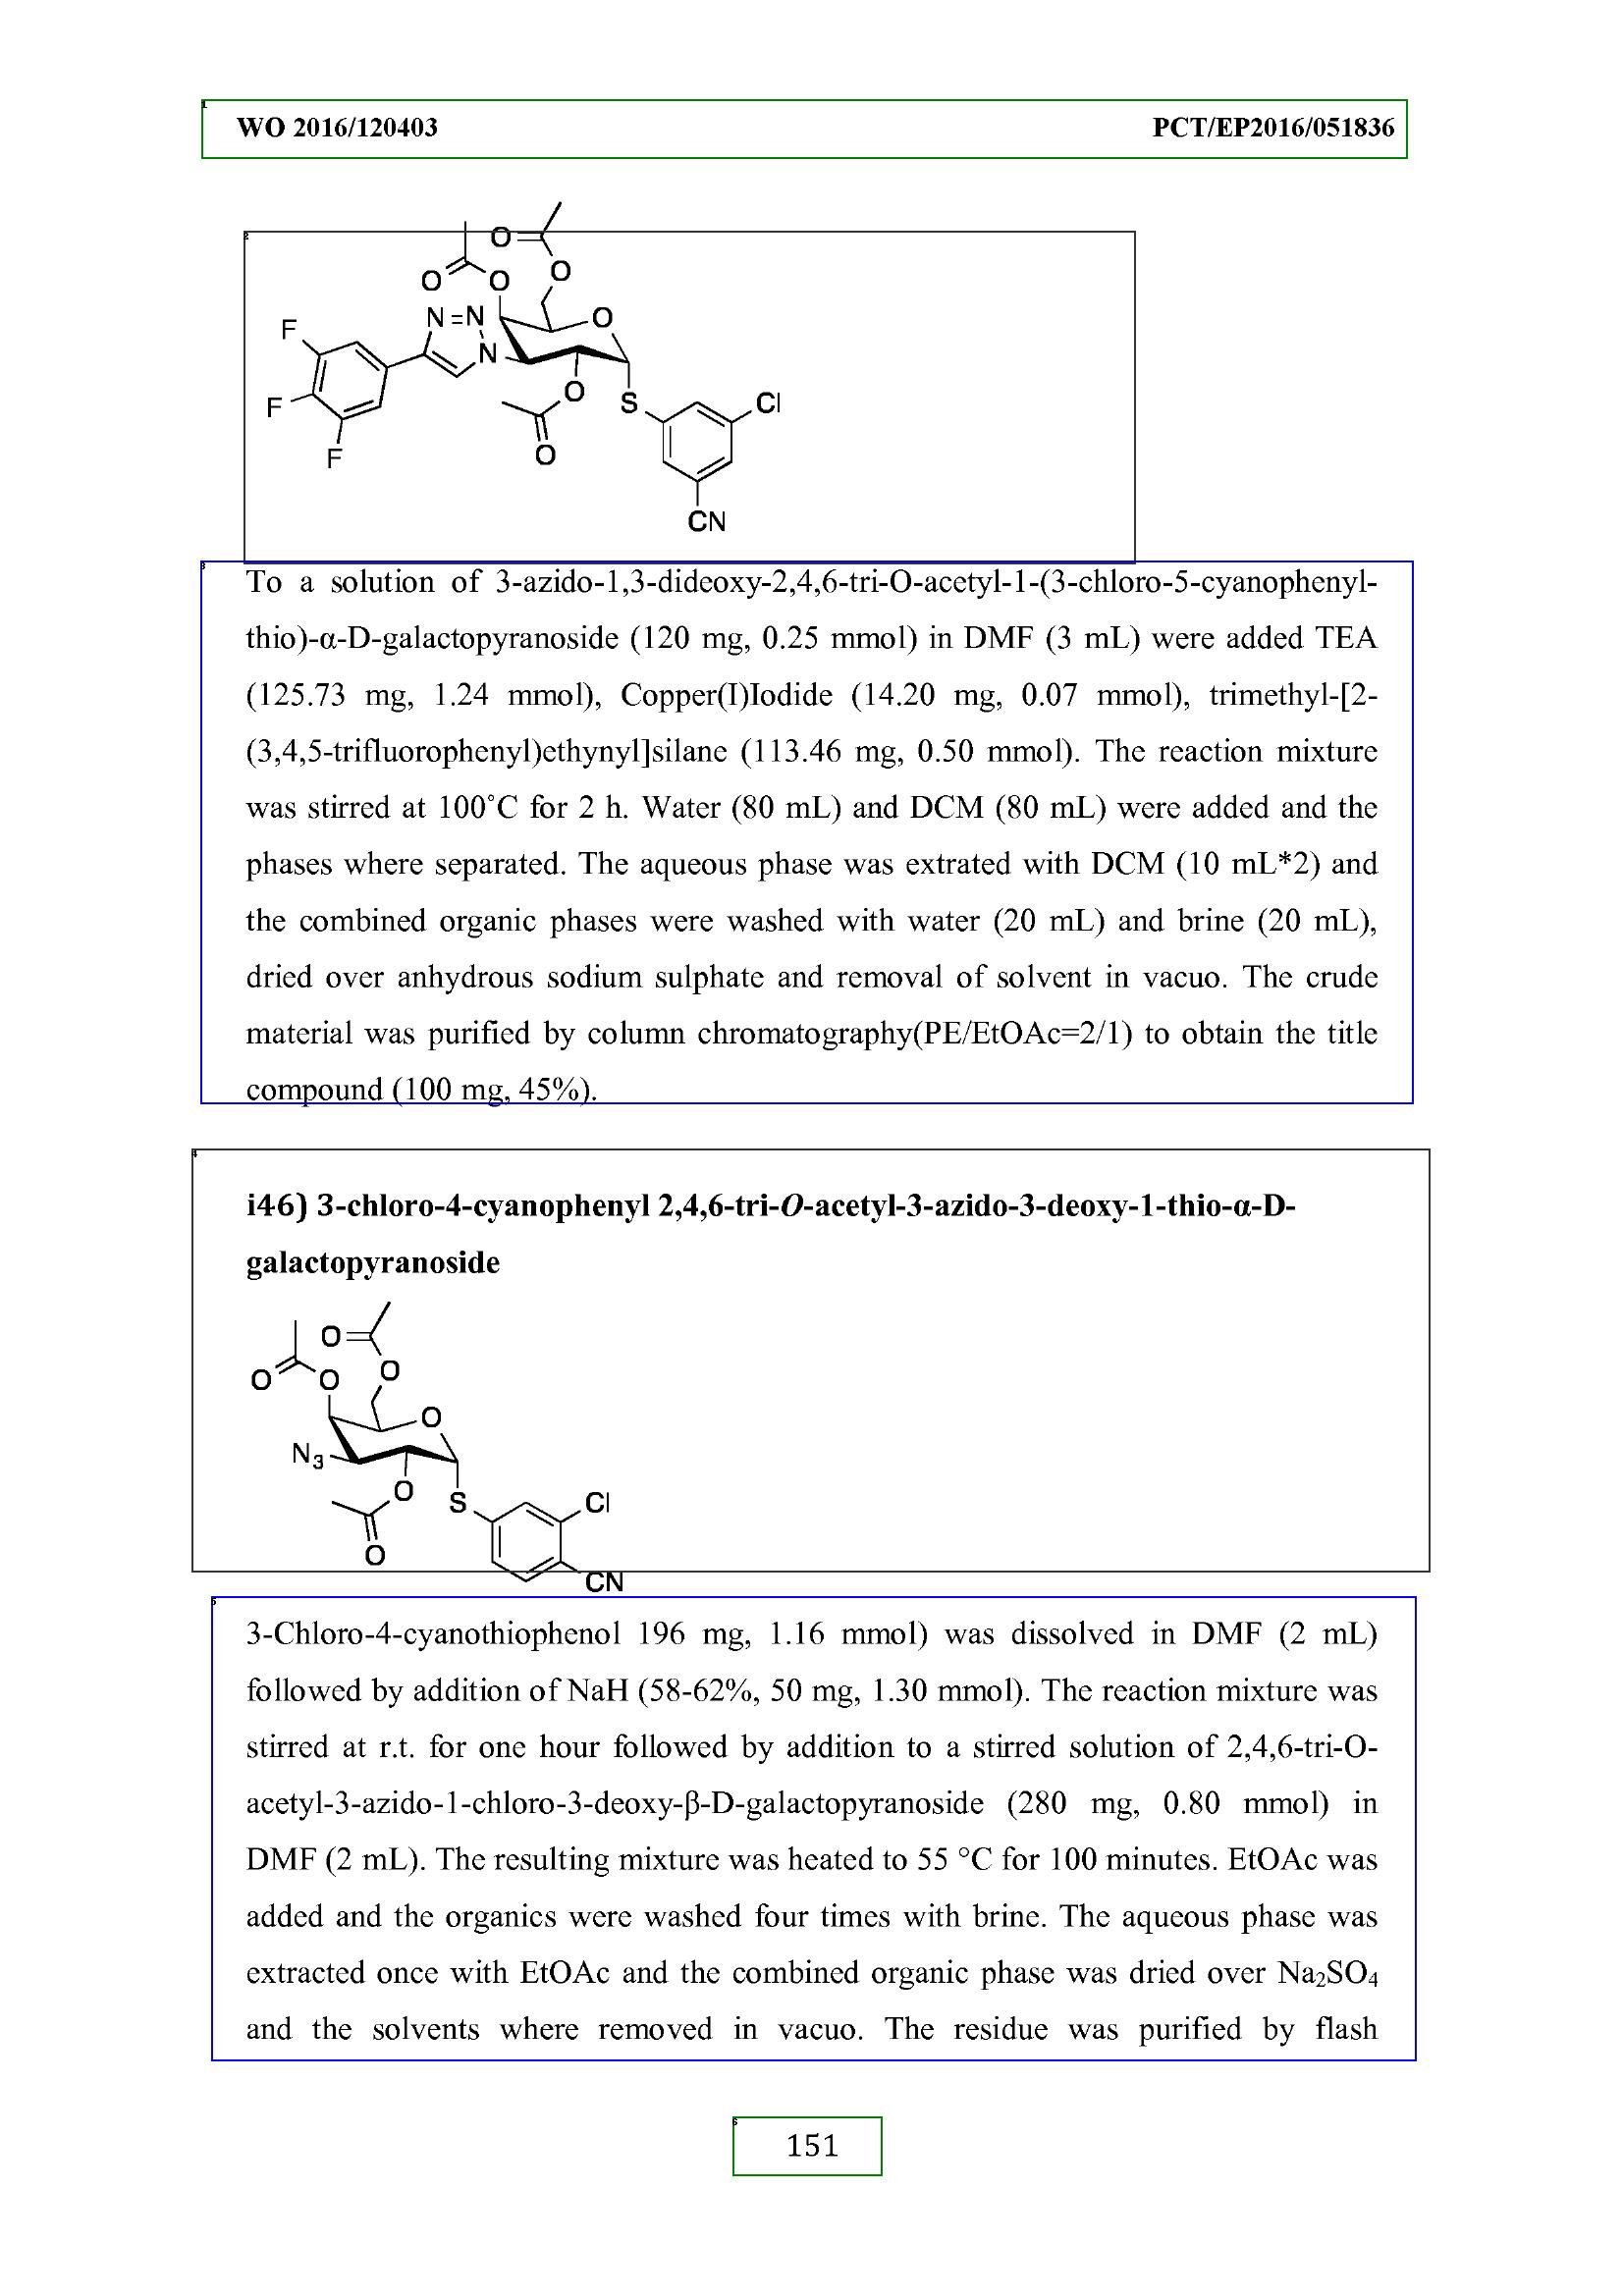 WO 2016/120403 PCT/EP2016/051836
O
O
O
O
N=N
N
O
F
F
F
O
O
S
Cl
CN
To a solution of 3-azido-1,3-dideoxy-2,4,6-tri-O-acetyl-1-(3-chloro-5-cyanophenyl-
thio)-α-D-galactopyranoside (120 mg, 0.25 mmol) in DMF (3 mL) were added TEA
(125.73 mg, 1.24 mmol), Copper(I)Iodide (14.20 mg, 0.07 mmol), trimethyl-[2-
(3,4,5-trifluorophenyl)ethynyl]silane (113.46 mg, 0.50 mmol). The reaction mixture
was stirred at 100°C for 2 h. Water (80 mL) and DCM (80 mL) were added and the
phases where separated. The aqueous phase was extrated with DCM (10 mL*2) and
the combined organic phases were washed with water (20 mL) and brine (20 mL),
dried over anhydrous sodium sulphate and removal of solvent in vacuo. The crude
material was purified by column chromatography(PE/EtOAc=2/1) to obtain the title
compound (100 mg, 45%).
i46) 3-chloro-4-cyanophenyl 2,4,6-tri-O-acetyl-3-azido-3-deoxy-1-thio-α-D-
galactopyranoside
O
O
O
O
O
N3
O
O
S
Cl
CN
3-Chloro-4-cyanothiophenol 196 mg, 1.16 mmol) was dissolved in DMF (2 mL)
followed by addition of NaH (58-62%, 50 mg, 1.30 mmol). The reaction mixture was
stirred at r.t. for one hour followed by addition to a stirred solution of 2,4,6-tri-O-
acetyl-3-azido-1-chloro-3-deoxy-β-D-galactopyranoside (280 mg, 0.80 mmol) in
DMF (2 mL). The resulting mixture was heated to 55 °C for 100 minutes. EtOAc was
added and the organics were washed four times with brine. The aqueous phase was
extracted once with EtOAc and the combined organic phase was dried over Na₂SO₄
and the solvents where removed in vacuo. The residue was purified by flash
151